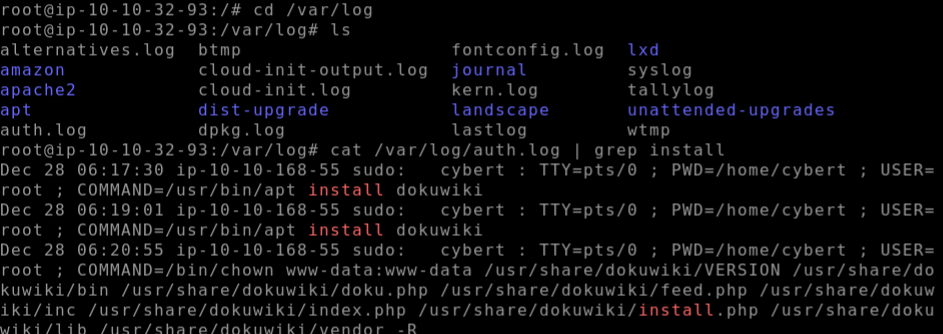 root@ip-10-10-32-93:/# cd /var/log
root@ip-10-10-32-93:/var/log# ls
alternatives.log  btmp                   fontconfig.log  lxd
amazon            cloud-init-output.log  journal         syslog
apache2           cloud-init.log         kern.log        tallylog
apt               dist-upgrade           landscape       unattended-upgrades
auth.log          dpkg.log               lastlog         wtmp
root@ip-10-10-32-93:/var/log# cat /var/log/auth.log | grep install
Dec 28 06:17:30 ip-10-10-168-55 sudo:   cybert : TTY=pts/0 ; PWD=/home/cybert ; USER=
root ; COMMAND=/usr/bin/apt install dokuwiki
Dec 28 06:19:01 ip-10-10-168-55 sudo:   cybert : TTY=pts/0 ; PWD=/home/cybert ; USER=
root ; COMMAND=/usr/bin/apt install dokuwiki
Dec 28 06:20:55 ip-10-10-168-55 sudo:   cybert : TTY=pts/0 ; PWD=/home/cybert ; USER=
root ; COMMAND=/bin/chown www-data:www-data /usr/share/dokuwiki/VERSION /usr/share/do
kuwiki/bin /usr/share/dokuwiki/doku.php /usr/share/dokuwiki/feed.php /usr/share/dokuw
iki/inc /usr/share/dokuwiki/index.php /usr/share/dokuwiki/install.php /usr/share/doku
wiki/lib /usr/share/dokuwiki/vendor -R